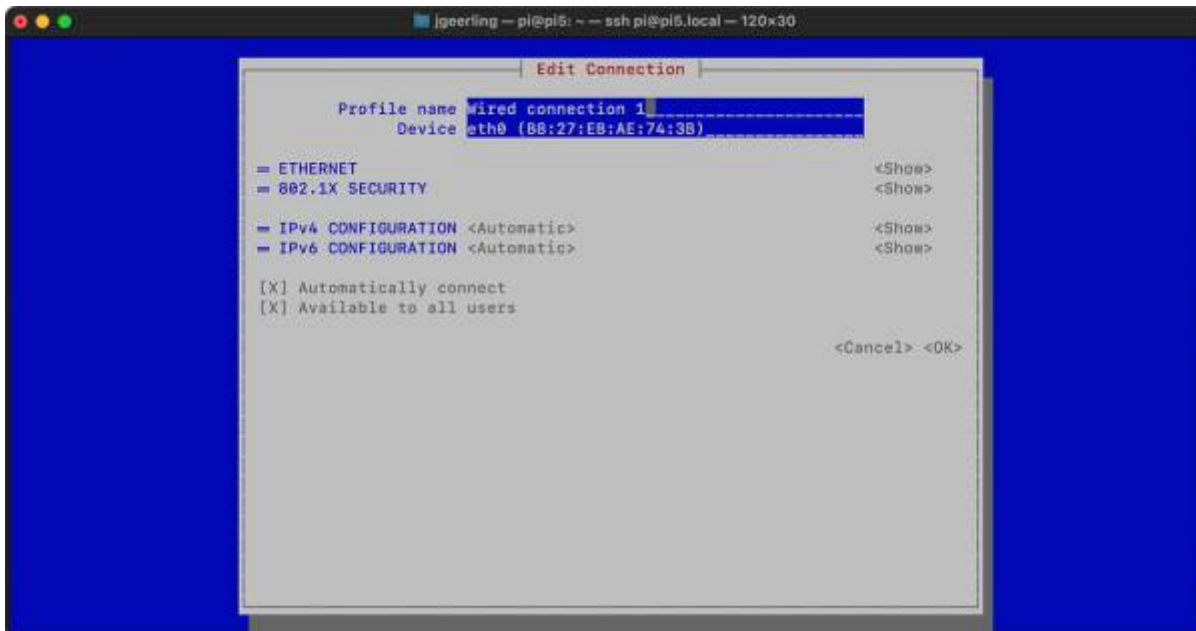 jgeerling — pi@pi5: ~ — ssh pi@pi5.local — 120×30
Edit Connection
Profile name Wired connection 1
Device eth0 (B8:27:EB:AE:74:3B)
= ETHERNET <Show>
= 802.1X SECURITY <Show>
= IPv4 CONFIGURATION <Automatic> <Show>
= IPv6 CONFIGURATION <Automatic> <Show>
[X] Automatically connect
[X] Available to all users
<Cancel> <OK>